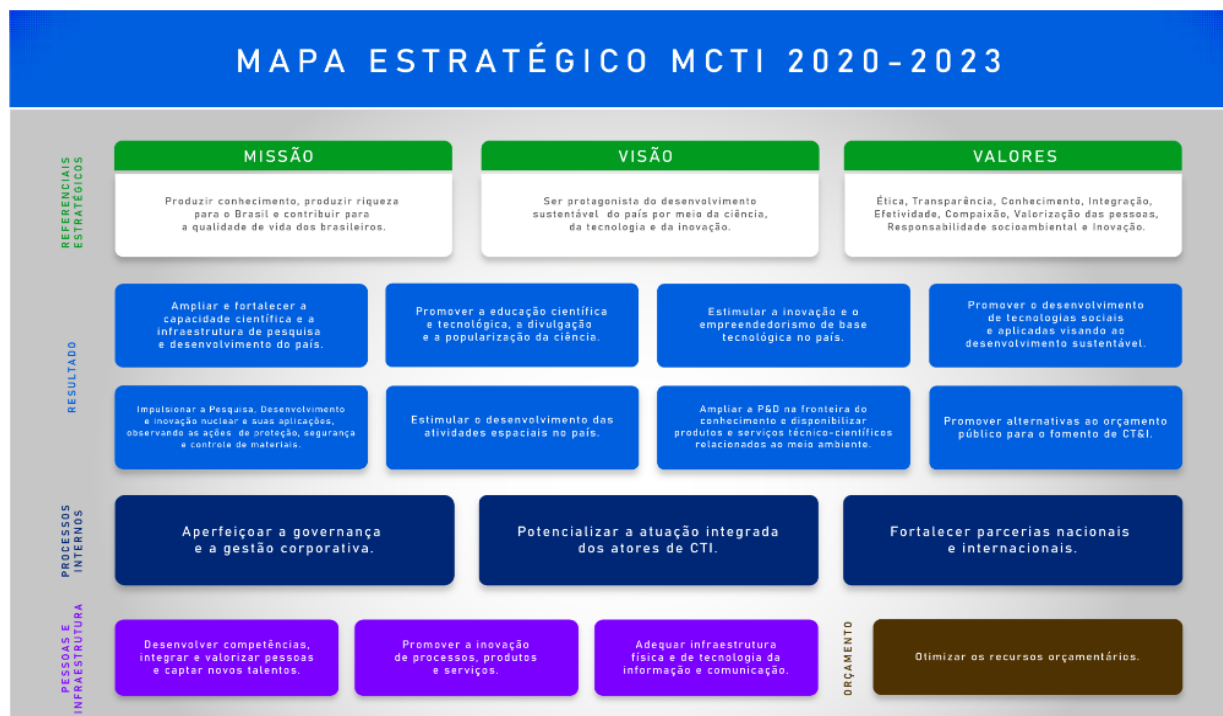 MAPA ESTRATÉGICO MCTI 2020-2023
REFERENCIAIS
ESTRATÉGICOS
MISSÃO
Produzir conhecimento, produzir riqueza
para o Brasil e contribuir para
a qualidade de vida dos brasileiros.
VISÃO
Ser protagonista do desenvolvimento
sustentável do país por meio da ciência,
da tecnologia e da inovação.
VALORES
Ética, Transparência, Conhecimento, Integração,
Efetividade, Compaixão, Valorização das pessoas,
Responsabilidade socioambiental e Inovação.
RESULTADO
Ampliar e fortalecer a
capacidade científica e a
infraestrutura de pesquisa
e desenvolvimento do país.
Promover a educação científica
e tecnológica, a divulgação
e a popularização da ciência.
Estimular a inovação e o
empreendedorismo de base
tecnológica no país.
Promover o desenvolvimento
de tecnologias sociais
e aplicadas visando ao
desenvolvimento sustentável.
Impulsionar a Pesquisa, Desenvolvimento
e inovação nuclear e suas aplicações,
observando as ações de proteção, segurança
e controle de materiais.
Estimular o desenvolvimento das
atividades espaciais no país.
Ampliar a P&D na fronteira do
conhecimento e disponibilizar
produtos e serviços técnico-científicos
relacionados ao meio ambiente.
Promover alternativas ao orçamento
público para o fomento de CT&I.
PROCESSOS
INTERNOS
Aperfeiçoar a governança
e a gestão corporativa.
Potencializar a atuação integrada
dos atores de CTI.
Fortalecer parcerias nacionais
e internacionais.
PESSOAS E
INFRAESTRUTURA
Desenvolver competências,
integrar e valorizar pessoas
e captar novos talentos.
Promover a inovação
de processos, produtos
e serviços.
Adequar infraestrutura
física e de tecnologia da
informação e comunicação.
ORÇAMENTO
Otimizar os recursos orçamentários.